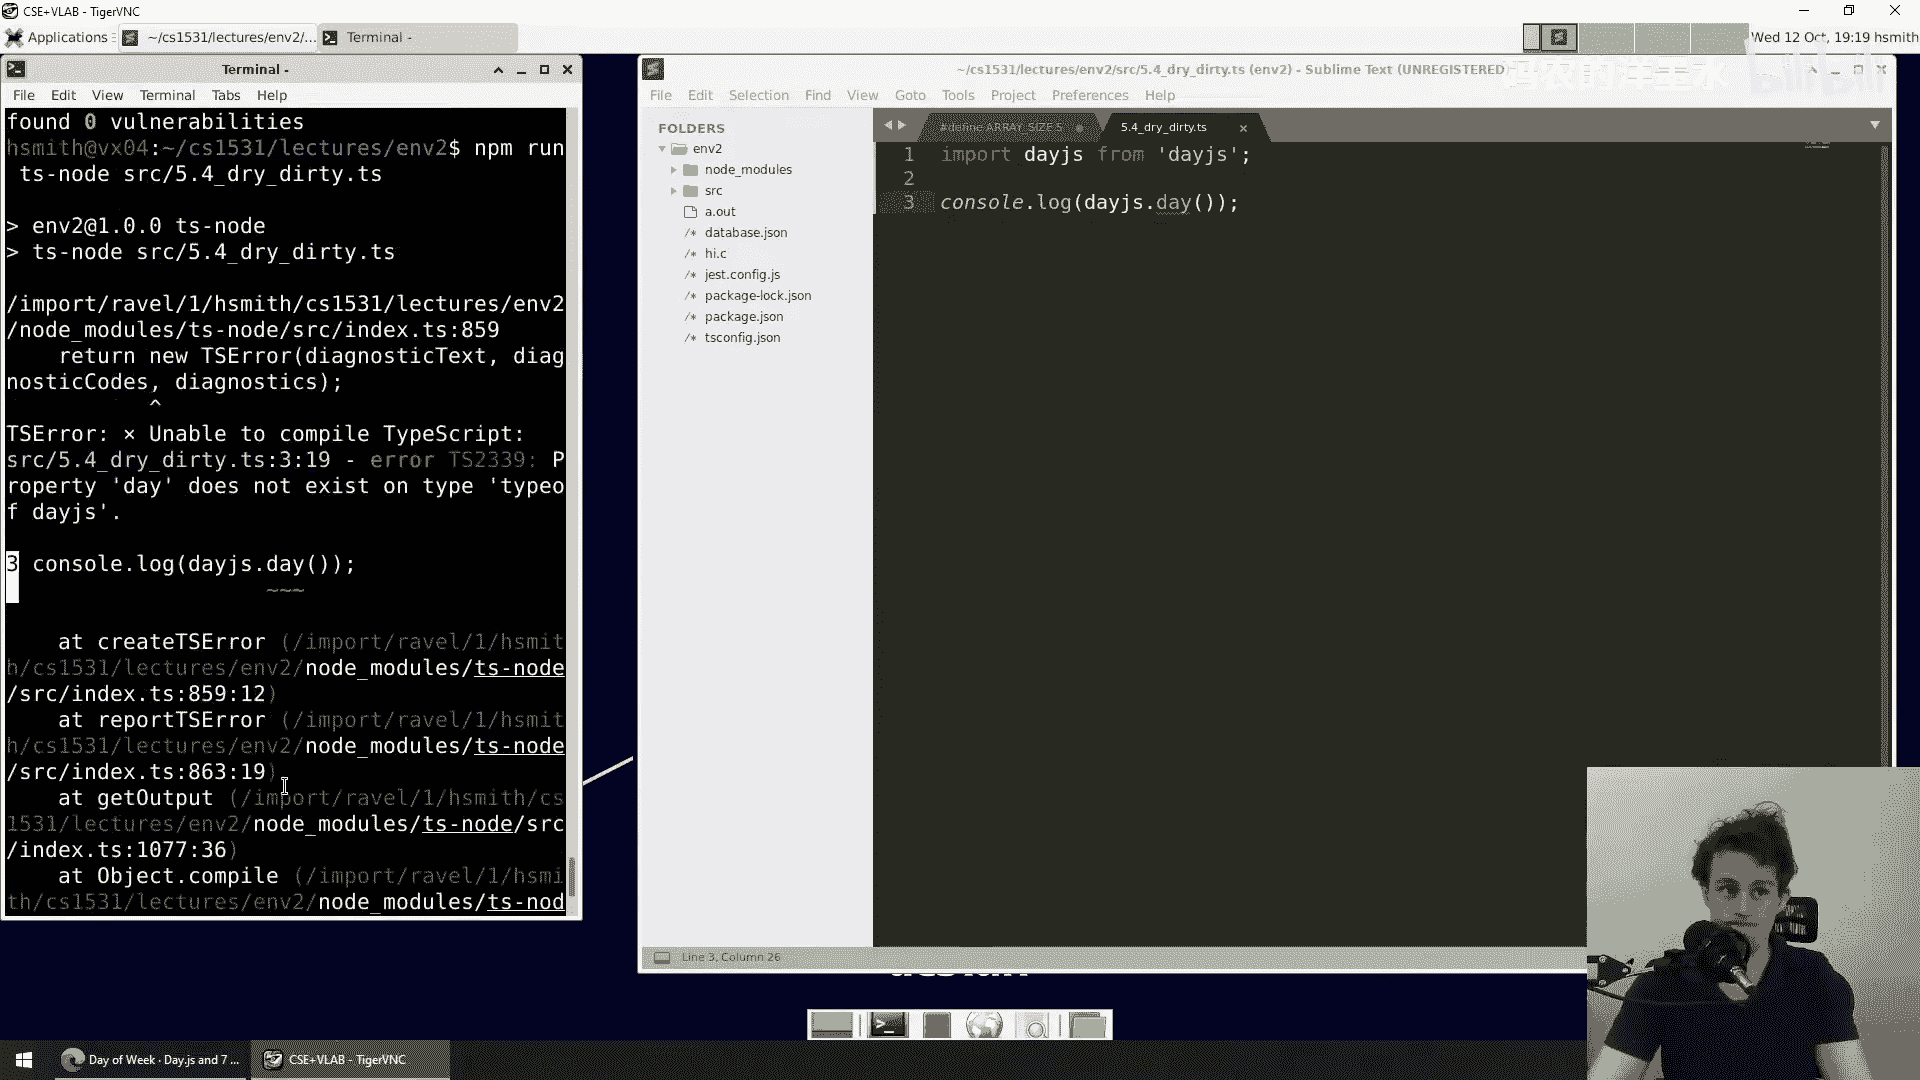 CSE+VLAB - TigerVNC
Applications
~/cs1531/lectures/env2/...
Terminal -
Wed 12 Oct, 19:19 hsmith
Terminal -
File Edit View Terminal Tabs Help
found 0 vulnerabilities
hsmith@vx04:~/cs1531/lectures/env2$ npm run
ts-node src/5.4_dry_dirty.ts
> env2@1.0.0 ts-node
> ts-node src/5.4_dry_dirty.ts
/import/ravel/1/hsmith/cs1531/lectures/env2
/node_modules/ts-node/src/index.ts:859
return new TSError(diagnosticText, diag
nosticCodes, diagnostics);
^
TSError: ⨯ Unable to compile TypeScript:
src/5.4_dry_dirty.ts:3:19 - error TS2339: P
roperty 'day' does not exist on type 'typeo
f dayjs'.
3 console.log(dayjs.day());
~~~
at createTSError (/import/ravel/1/hsmit
h/cs1531/lectures/env2/node_modules/ts-node
/src/index.ts:859:12)
at reportTSError (/import/ravel/1/hsmit
h/cs1531/lectures/env2/node_modules/ts-node
/src/index.ts:863:19)
at getOutput (/import/ravel/1/hsmith/cs
1531/lectures/env2/node_modules/ts-node/src
/index.ts:1077:36)
at Object.compile (/import/ravel/1/hsmi
th/cs1531/lectures/env2/node_modules/ts-nod
~/cs1531/lectures/env2/src/5.4_dry_dirty.ts (env2) - Sublime Text (UNREGISTERED)
码农的洋墨水
bilibili
File Edit Selection Find View Goto Tools Project Preferences Help
FOLDERS
env2
node_modules
src
a.out
/* database.json
/* hi.c
/* jest.config.js
/* package-lock.json
/* package.json
/* tsconfig.json
#define ARRAY_SIZE 5
5.4_dry_dirty.ts
1 import dayjs from 'dayjs';
2
3 console.log(dayjs.day());
Line 3, Column 26
Day of Week · Day.js and 7 ...
CSE+VLAB - TigerVNC